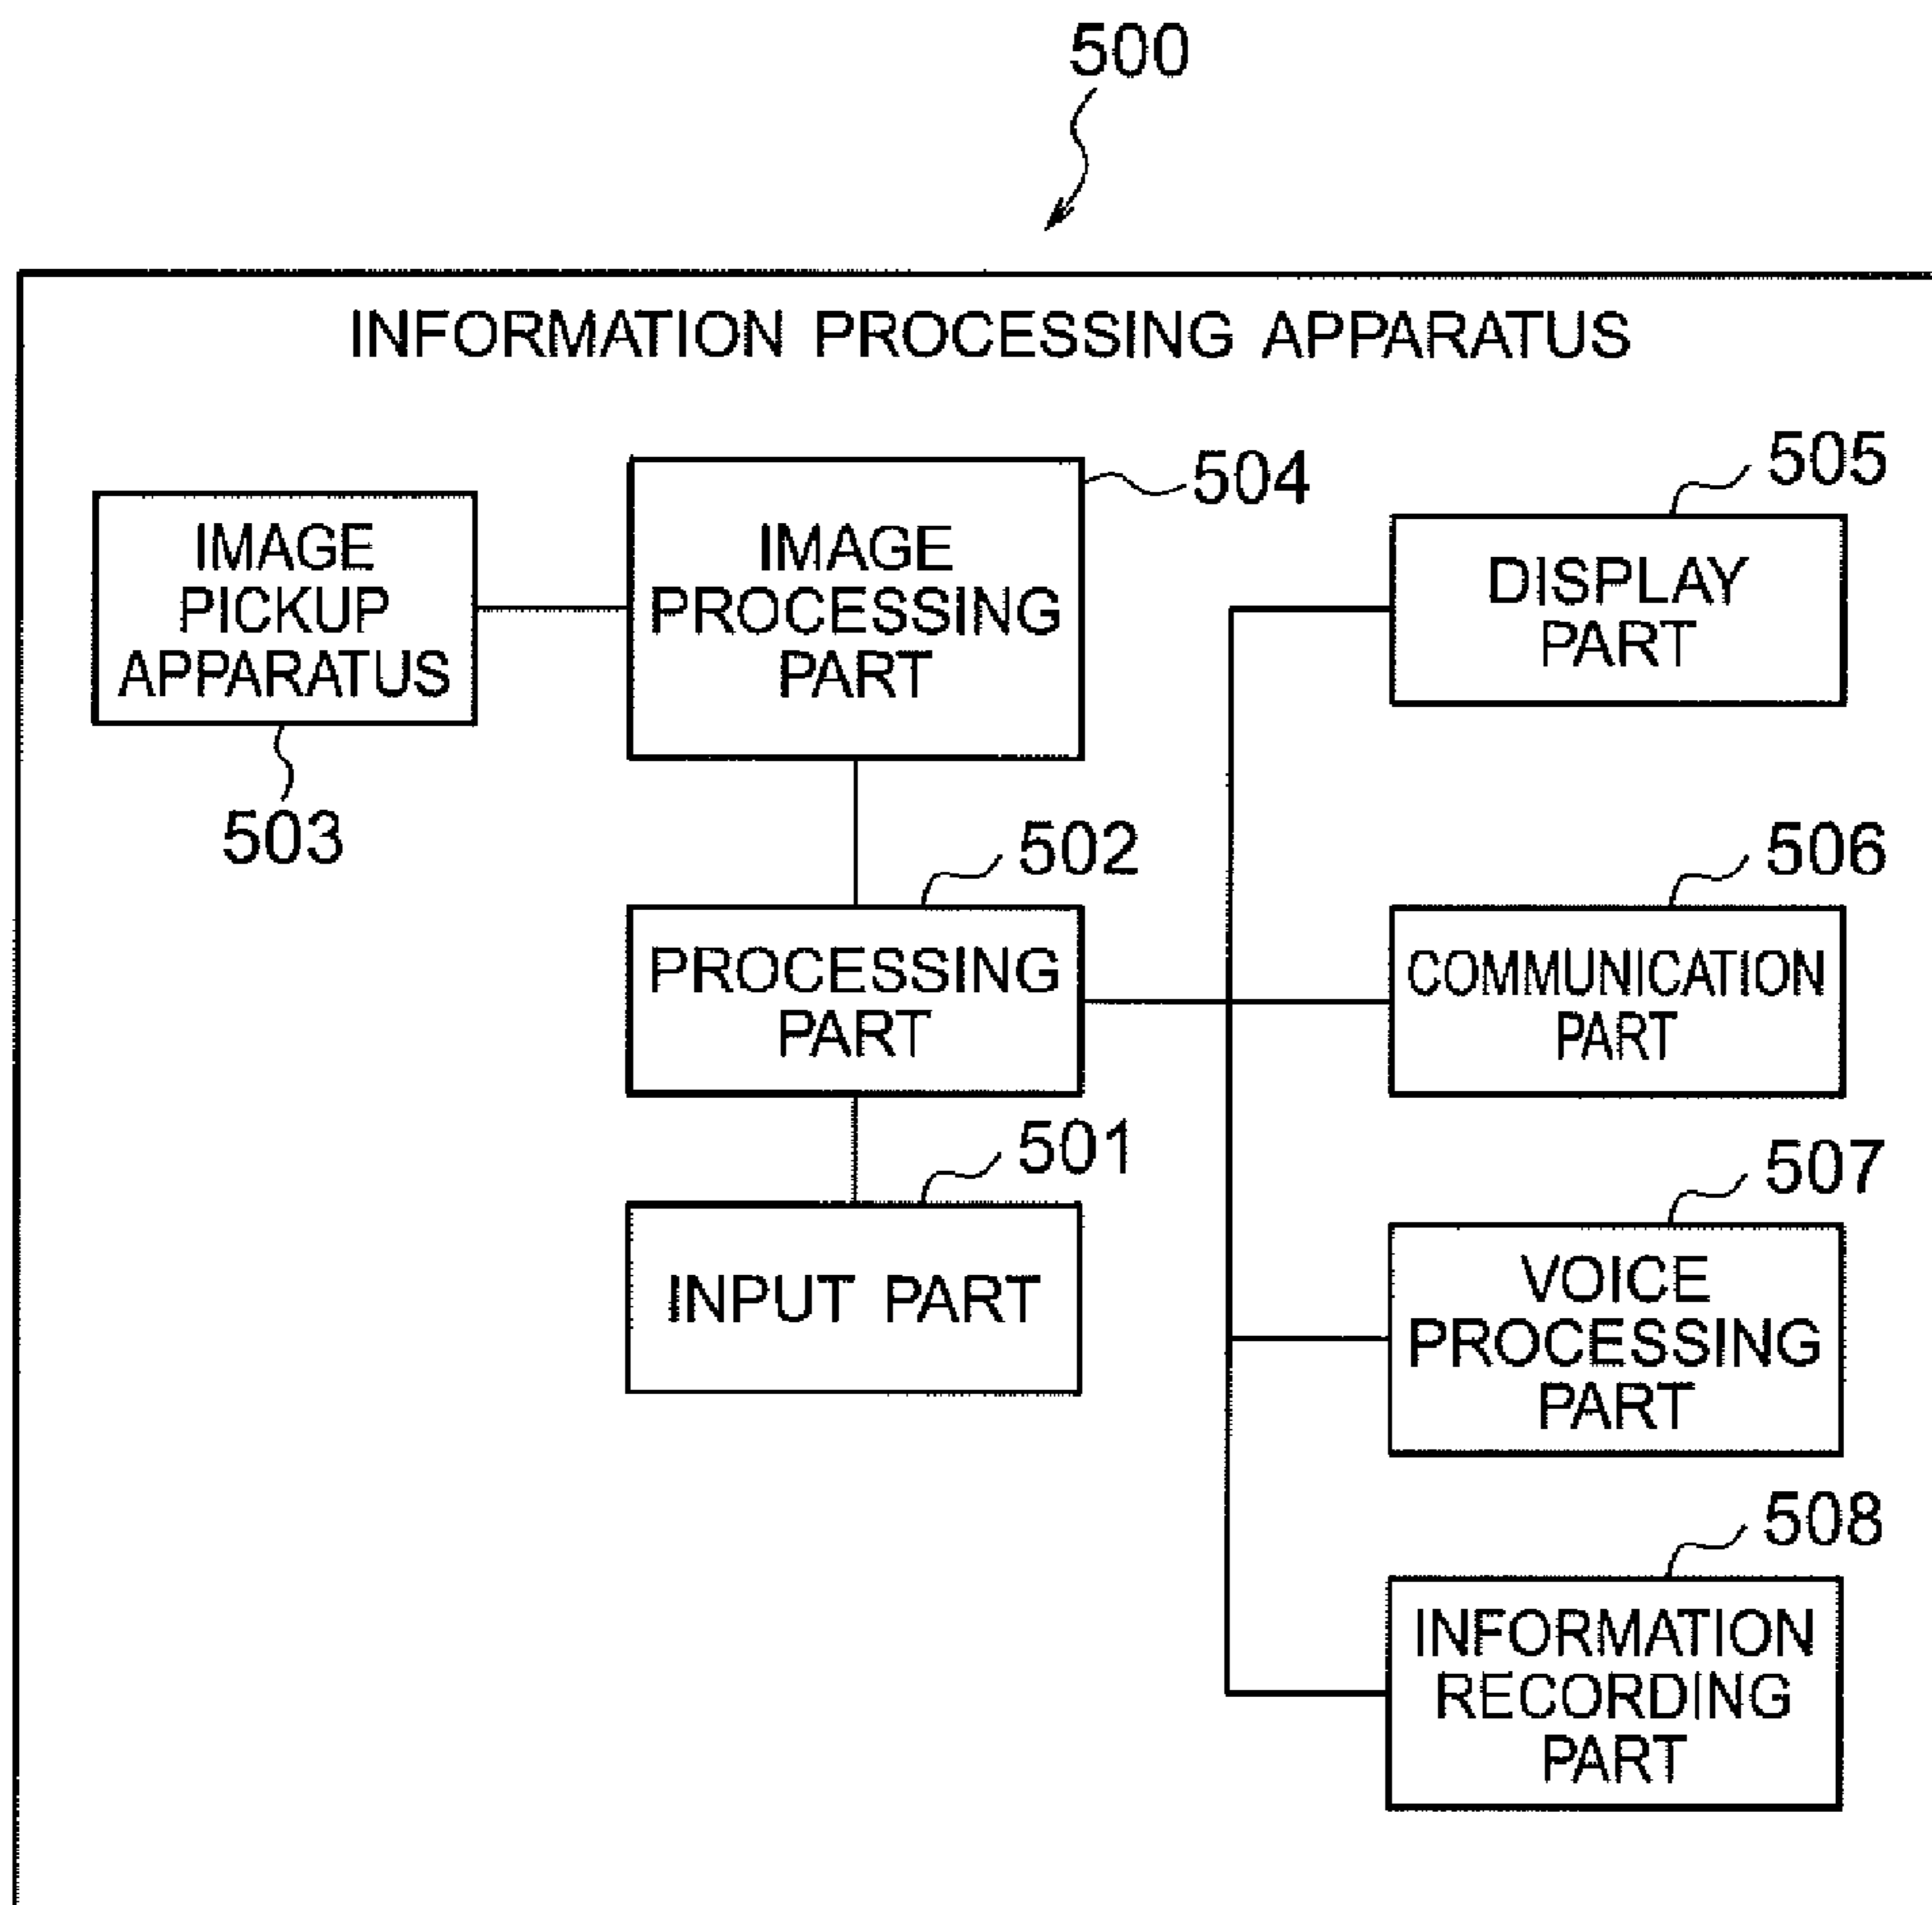 500
INFORMATION PROCESSING APPARATUS
504
505
IMAGE
PICKUP
APPARATUS
IMAGE
PROCESSING
PART
DISPLAY
PART
503
502
506
PROCESSING
PART
COMMUNICATION
PART
501
507
INPUT PART
VOICE
PROCESSING
PART
508
INFORMATION
RECORDING
PART